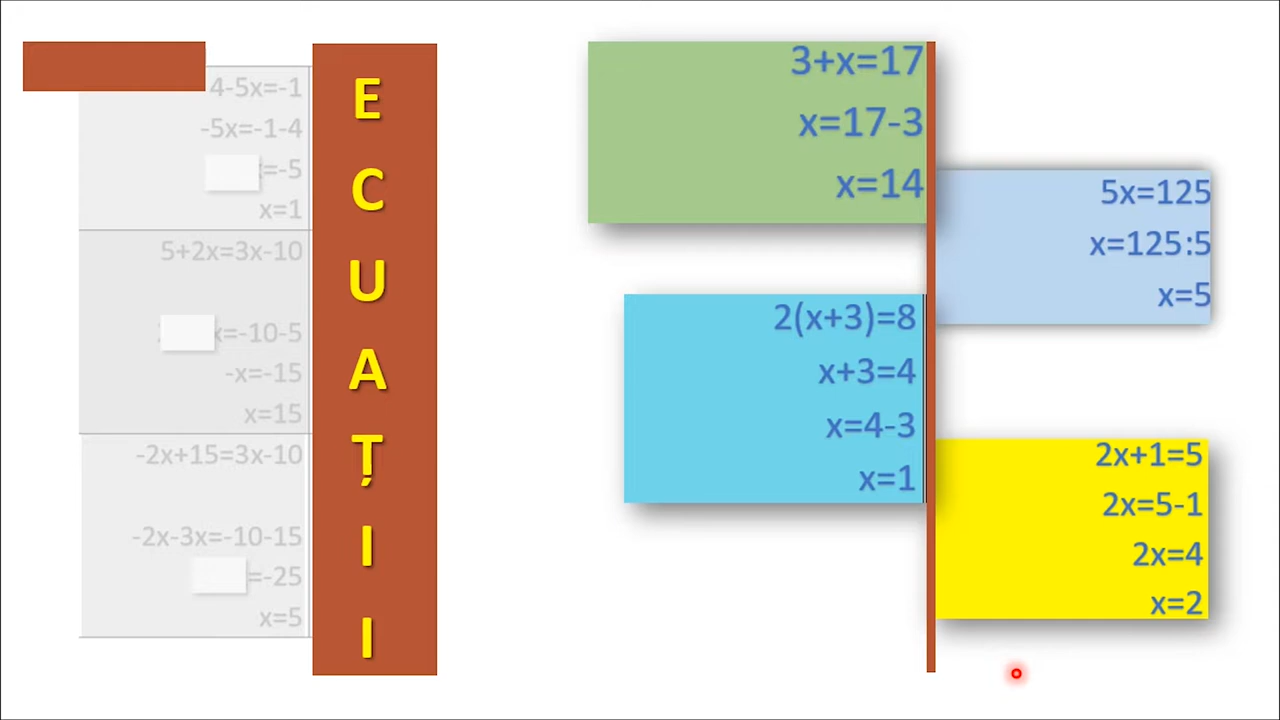 4-5x=-1
-5x=-1-4
=-5
x=1
5+2x=3x-10
x=-10-5
-x=-15
x=15
-2x+15=3x-10
-2x-3x=-10-15
=-25
x=5
E
C
U
A
Ț
I
I
3+x=17
x=17-3
x=14
5x=125
x=125:5
x=5
2(x+3)=8
x+3=4
x=4-3
x=1
2x+1=5
2x=5-1
2x=4
x=2